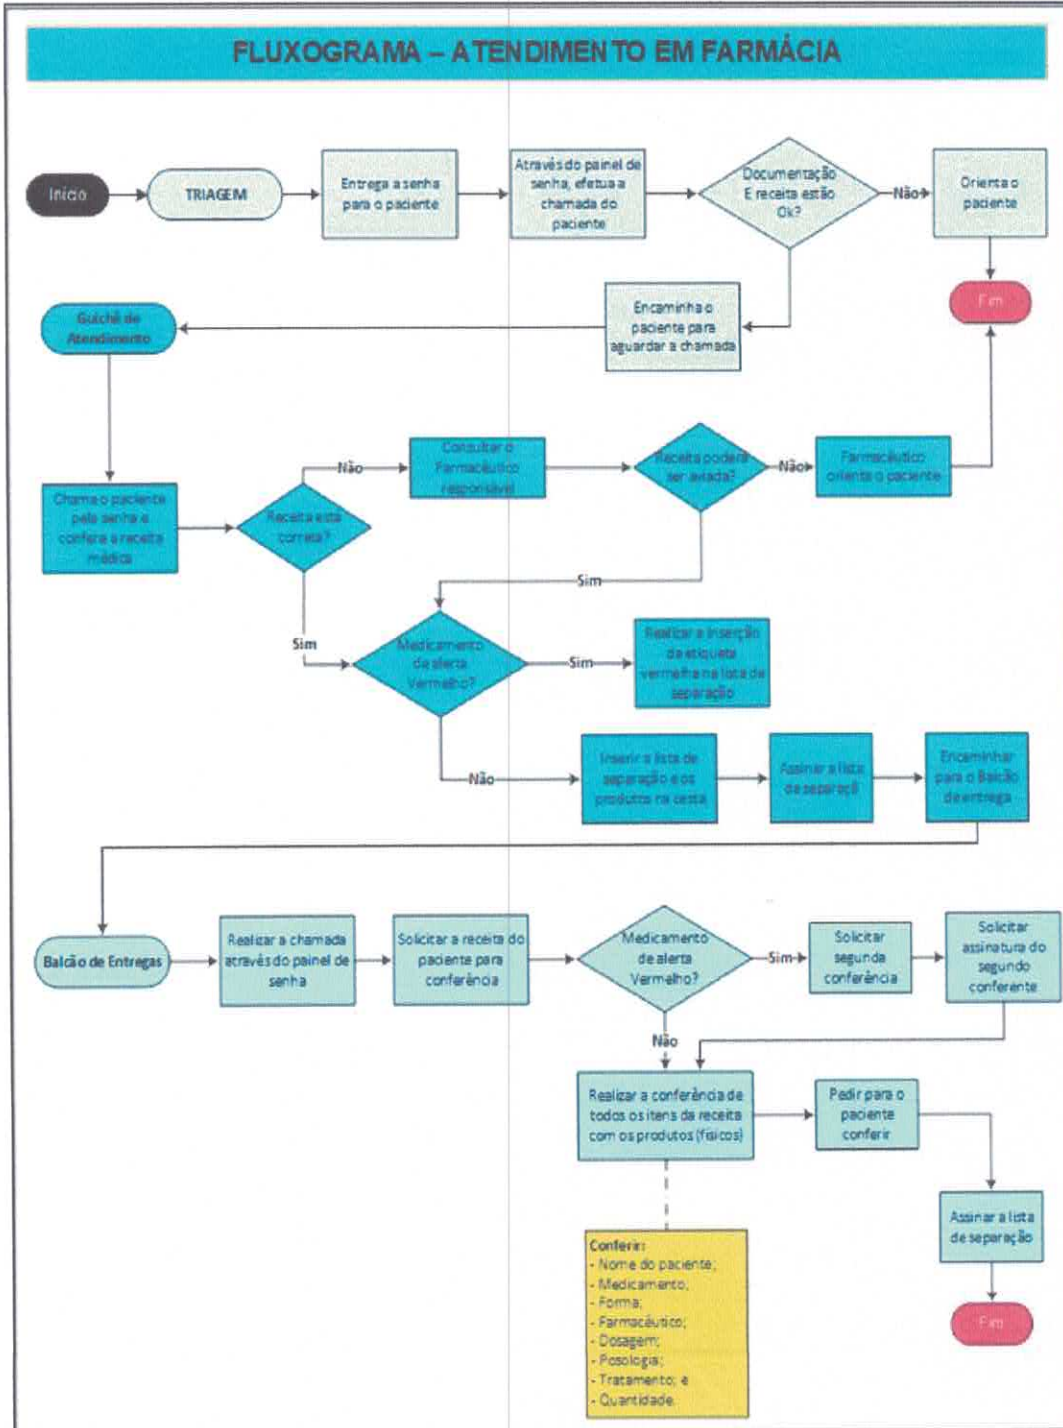 FLUXOGRAMA – ATENDIMENTO EM FARMÁCIA
Início
TRIAGEM
Entrega a senha
para o paciente
Através do painel de
senha, efetua a
chamada do
paciente
Documentação
E receita estão
Ok?
Não
Orienta o
paciente
Fim
Encaminha o
paciente para
aguardar a chamada
Guichê de
Atendimento
Chama o paciente
pela senha e
confere a receita
médica
Receita está
correta?
Não
Consultar o
Farmacêutico
responsável
Receita poderá
ser aviada?
Não
Farmacêutico
orienta o paciente
Sim
Sim
Medicamento
de alerta
Vermelho?
Sim
Realizar a inserção
da etiqueta
vermelha na lista de
separação
Não
Inserir a lista de
separação e os
produtos na cesta
Assinar a lista
de separaçã
Encaminhar
para o Balcão
de entrega
Balcão de Entregas
Realizar a chamada
através do painel de
senha
Solicitar a receita do
paciente para
conferência
Medicamento
de alerta
Vermelho?
Sim
Solicitar
segunda
conferência
Solicitar
assinatura do
segundo
conferente
Não
Realizar a conferência de
todos os itens da receita
com os produtos (físicos)
Pedir para o
paciente
conferir
Assinar a lista
de separação
Fim
Conferir:
- Nome do paciente;
- Medicamento;
- Forma;
- Farmacêutico;
- Dosagem;
- Posologia;
- Tratamento; e
- Quantidade.